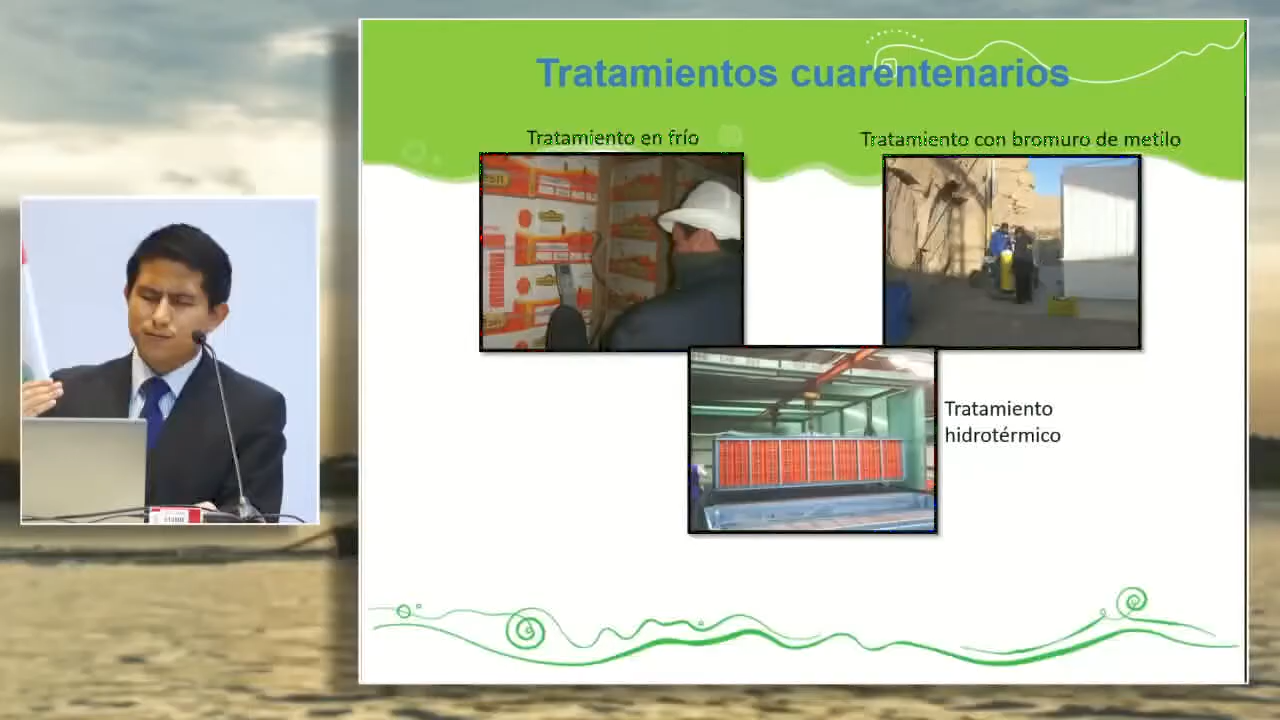 Tratamientos cuarentenarios
Tratamiento en frío
Tratamiento con bromuro de metilo
Tratamiento
hidrotérmico